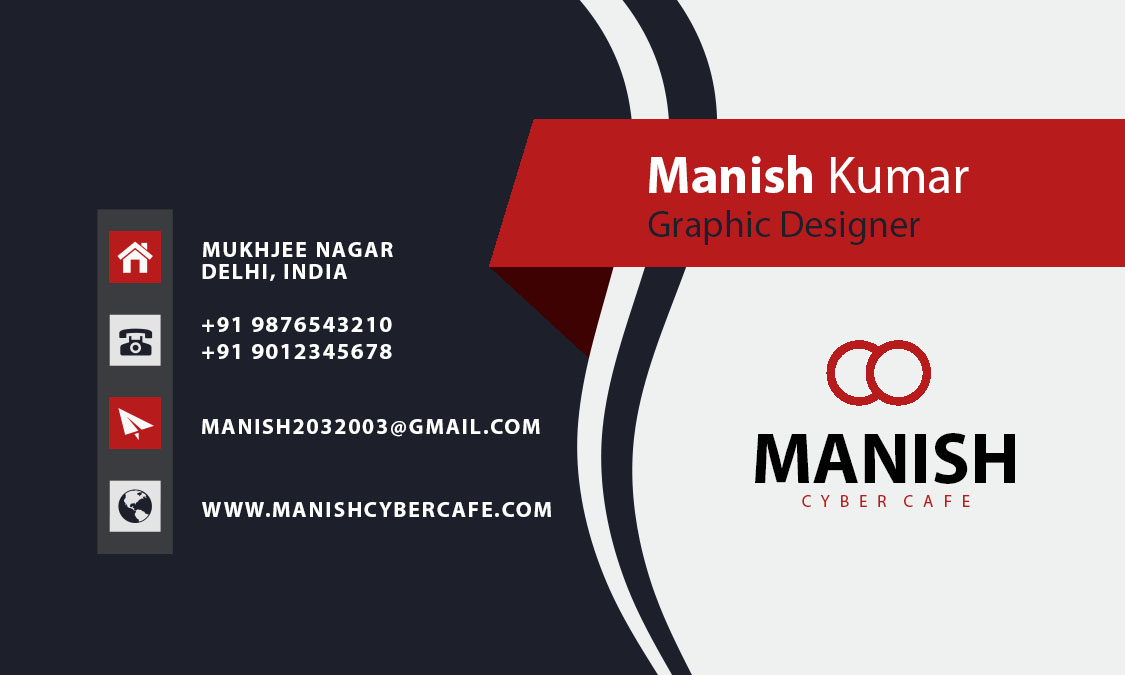 Manish Kumar
Graphic Designer
MUKHJEE NAGAR
DELHI, INDIA
+91 9876543210
+91 9012345678
MANISH2032003@GMAIL.COM
WWW.MANISHCYBERCAFE.COM
MANISH
CYBER CAFE